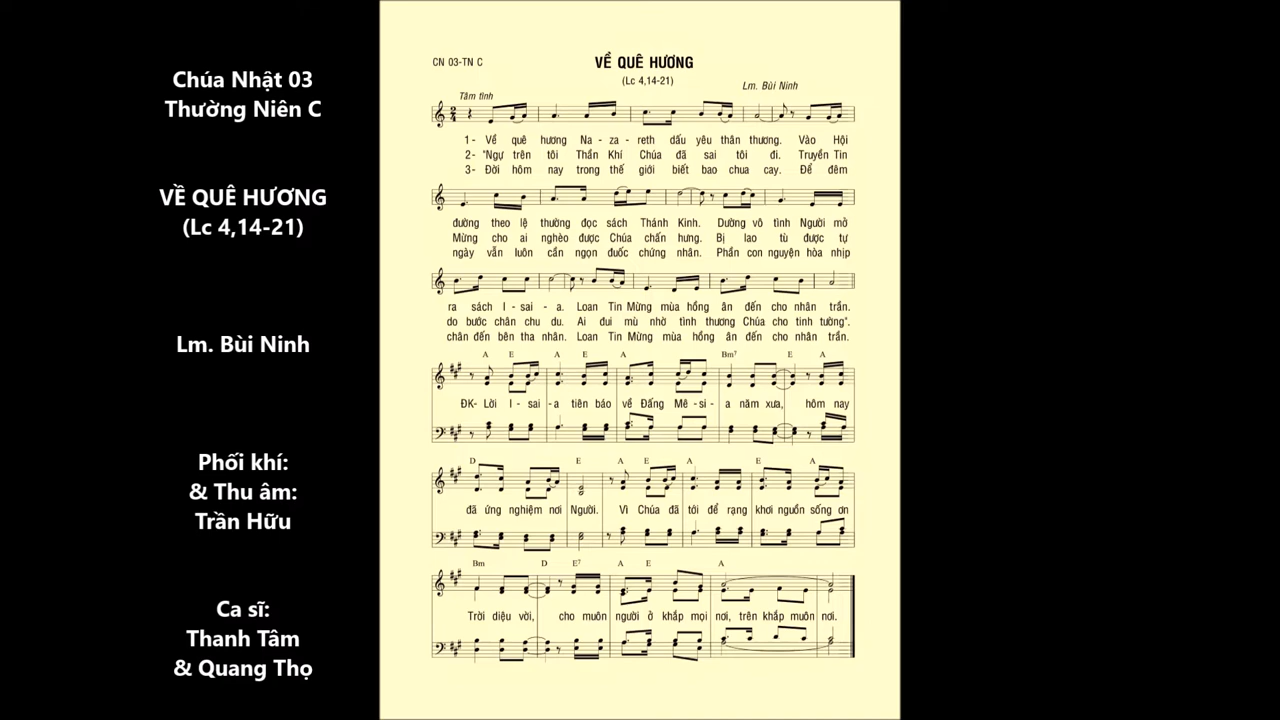 Chúa Nhật 03
Thường Niên C
VỀ QUÊ HƯƠNG
(Lc 4,14-21)
Lm. Bùi Ninh
Phối khí:
& Thu âm:
Trần Hữu
Ca sĩ:
Thanh Tâm
& Quang Thọ
CN 03-TN C
VỀ QUÊ HƯƠNG
(Lc 4,14-21)
Lm. Bùi Ninh
Tâm tình
1- Về quê hương Na - za - reth dấu yêu thân thương. Vào Hội
2- "Ngự trên tôi Thần Khí Chúa đã sai tôi đi. Truyền Tin
3- Đời hôm nay trong thế giới biết bao chua cay. Để đêm
đường theo lệ thường đọc sách Thánh Kinh. Dường vô tình Người mở
Mừng cho ai nghèo được Chúa chấn hưng. Bị lao tù được tự
ngày vẫn luôn cần ngọn đuốc chứng nhân. Phần con nguyện hòa nhịp
ra sách I - sai - a. Loan Tin Mừng mùa hồng ân đến cho nhân trần.
do bước chân chu du. Ai đui mù nhờ tình thương Chúa cho tinh tường".
chân đến bên tha nhân. Loan Tin Mừng mùa hồng ân đến cho nhân trần.
A E A E A Bm7 E A
ĐK- Lời I - sai - a tiên báo về Đấng Mê - si - a năm xưa, hôm nay
D E A E A E A
đã ứng nghiệm nơi Người. Vì Chúa đã tới để rạng khơi nguồn sống ơn
Bm D E7 A E A
Trời diệu vời, cho muôn người ở khắp mọi nơi, trên khắp muôn nơi.